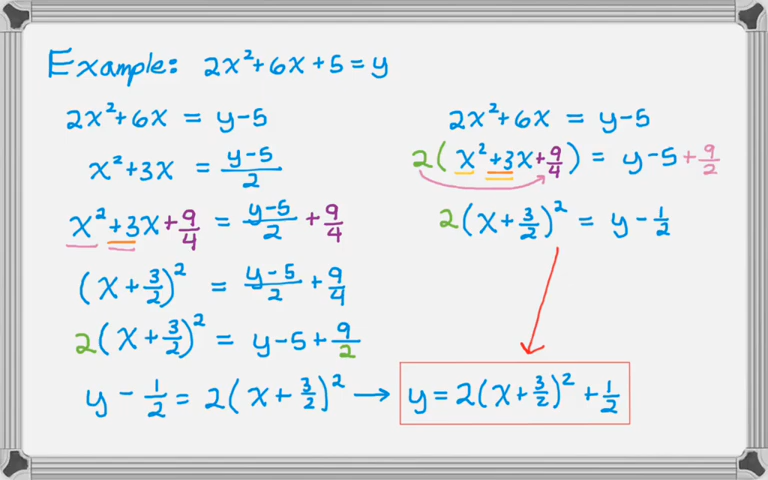 Example: 2x²+6x+5=y
2x²+6x = y-5
x²+3x = (y-5)/2
x²+3x+9/4 = (y-5)/2 + 9/4
(x+3/2)² = (y-5)/2 + 9/4
2(x+3/2)² = y-5+9/2
y - 1/2 = 2(x+3/2)² → y=2(x+3/2)²+1/2
2x²+6x = y-5
2(x²+3x+9/4) = y-5+9/2
2(x+3/2)² = y-1/2